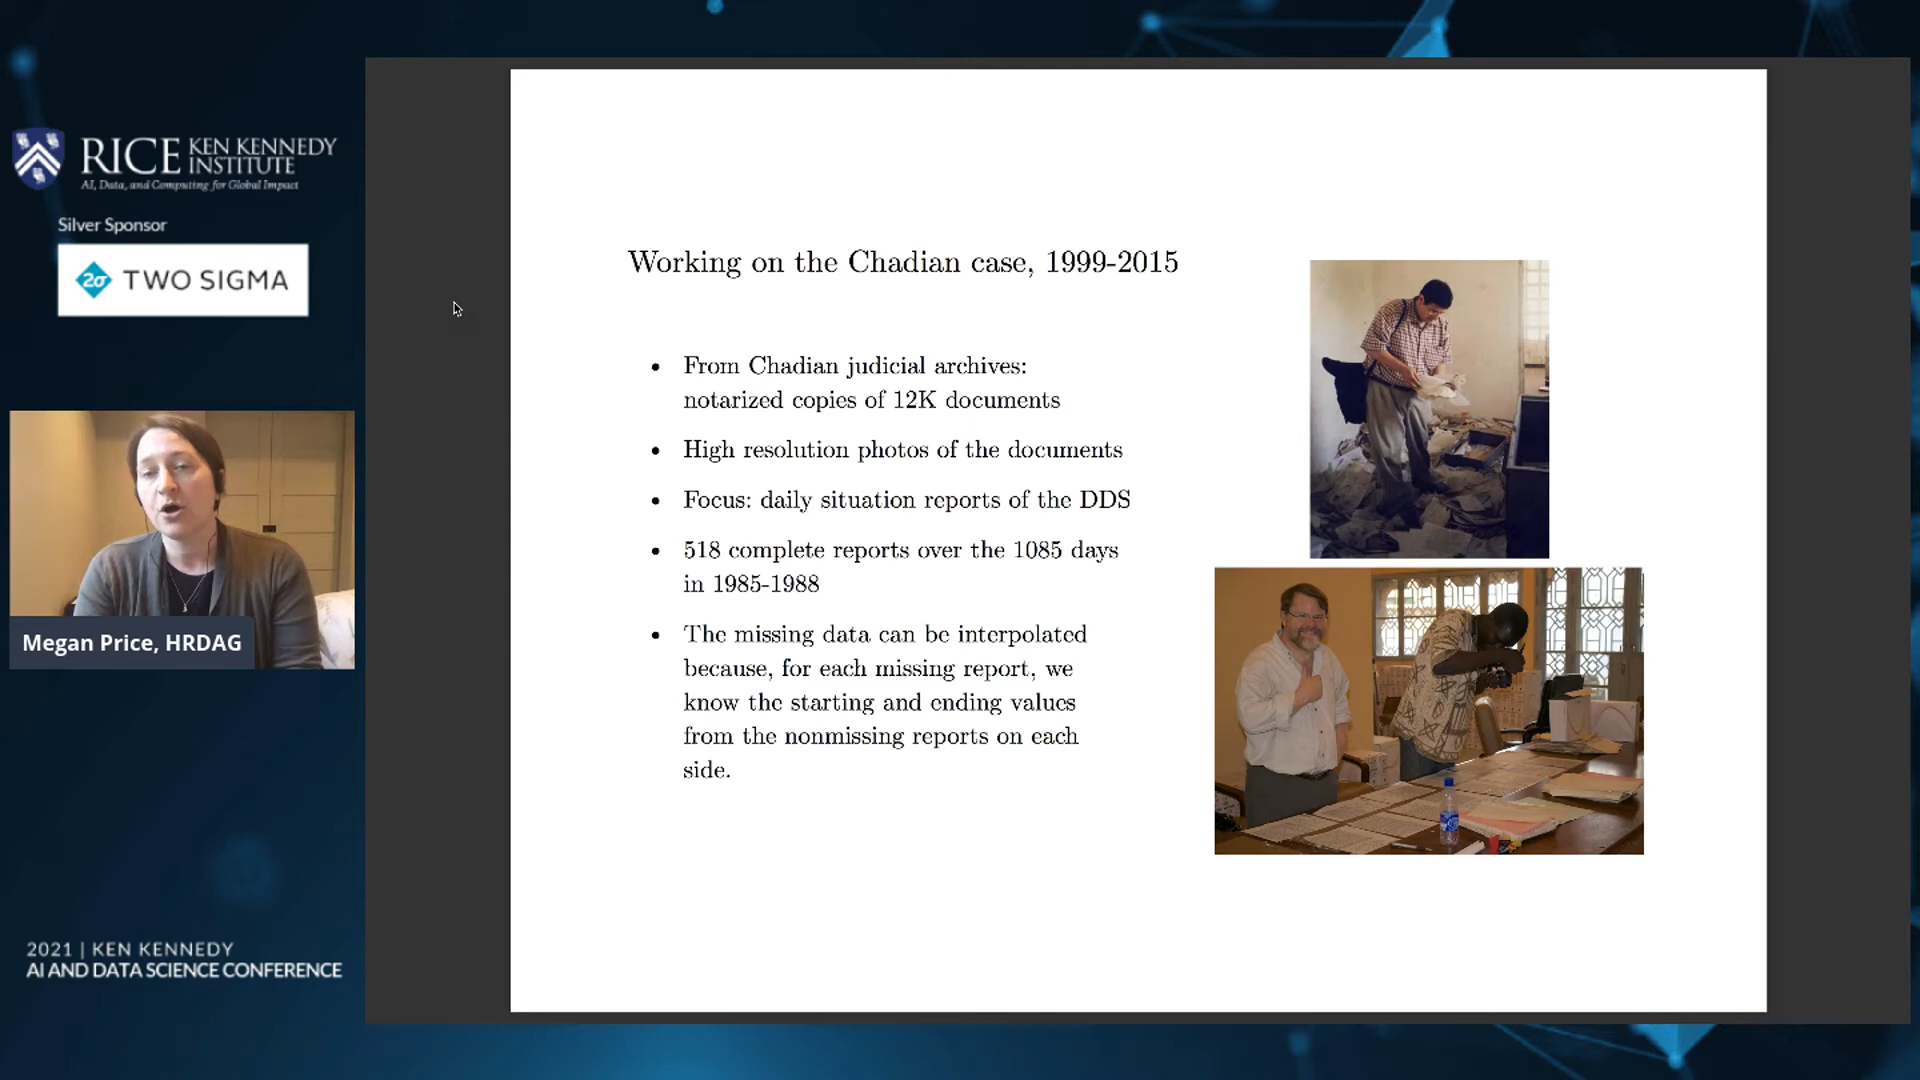 RICE KEN KENNEDY INSTITUTE
AI, Data, and Computing for Global Impact
Silver Sponsor
2σ TWO SIGMA
Megan Price, HRDAG
2021 | KEN KENNEDY
AI AND DATA SCIENCE CONFERENCE
Working on the Chadian case, 1999-2015
• From Chadian judicial archives:
notarized copies of 12K documents
• High resolution photos of the documents
• Focus: daily situation reports of the DDS
• 518 complete reports over the 1085 days
in 1985-1988
• The missing data can be interpolated
because, for each missing report, we
know the starting and ending values
from the nonmissing reports on each
side.